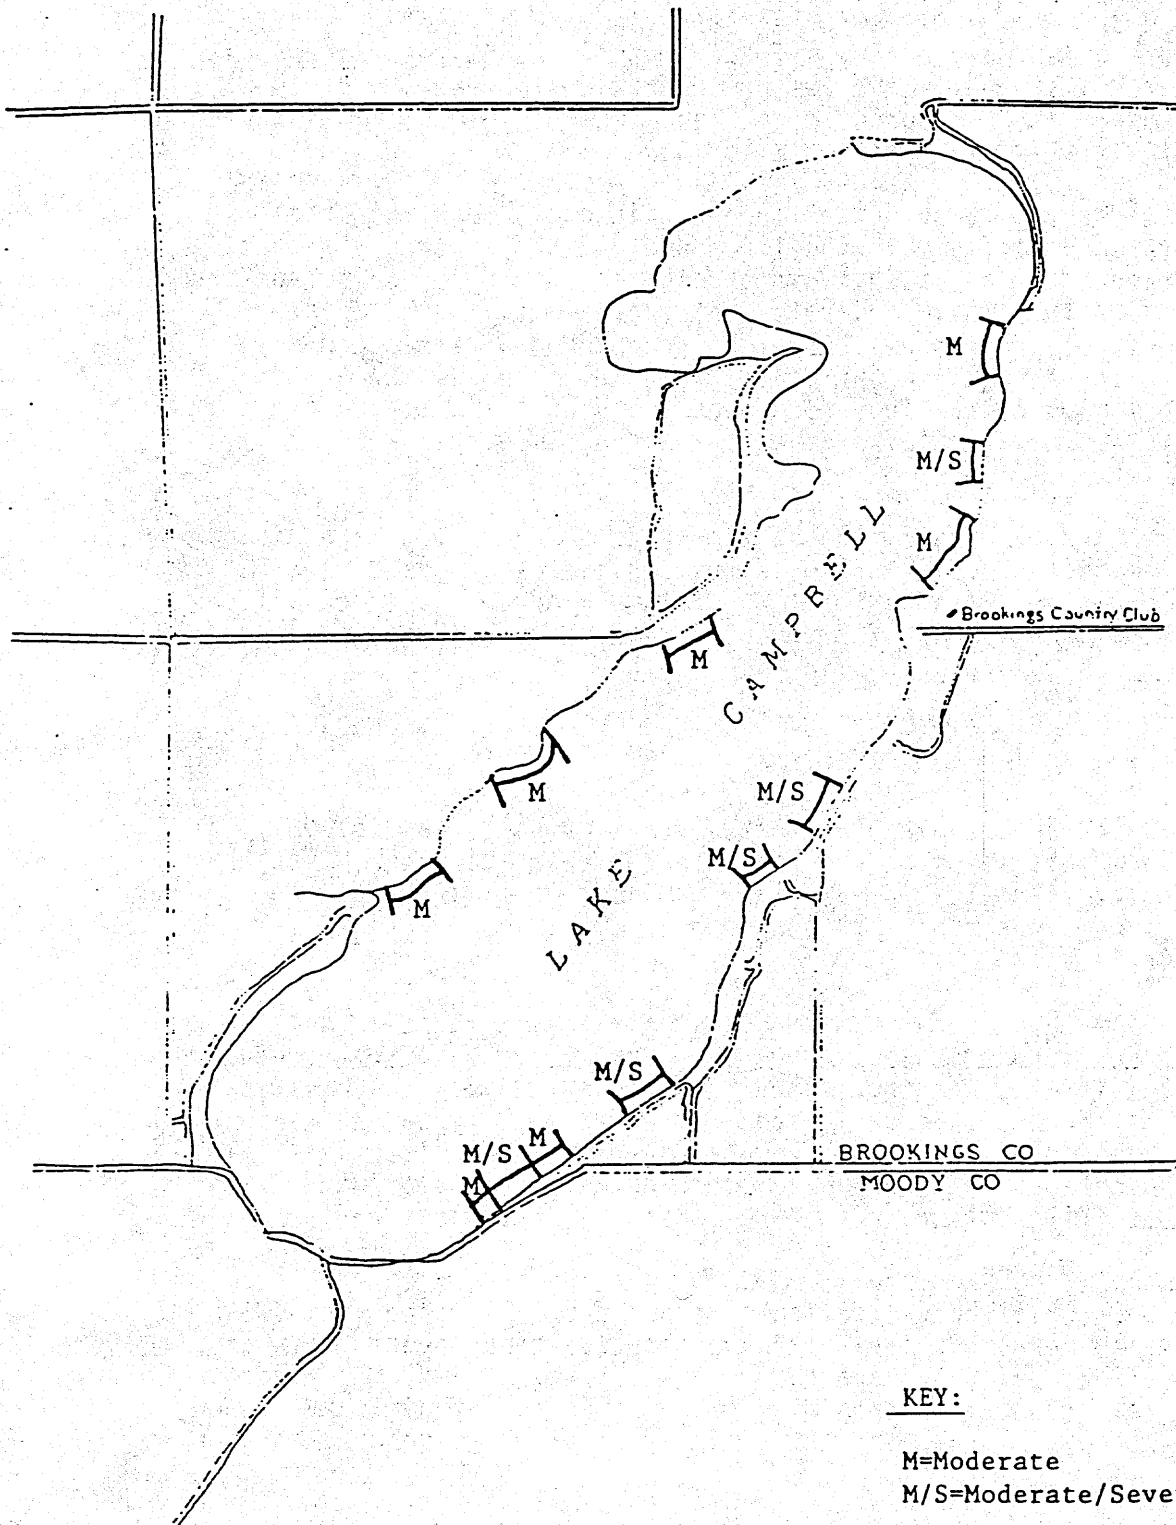 M
M/S
M
Brookings Country Club
M
CAMPBELL
M
M/S
M/S
M
LAKE
M/S
M
M/S
M
BROOKINGS CO
MOODY CO
KEY:
M=Moderate
M/S=Moderate/Seve